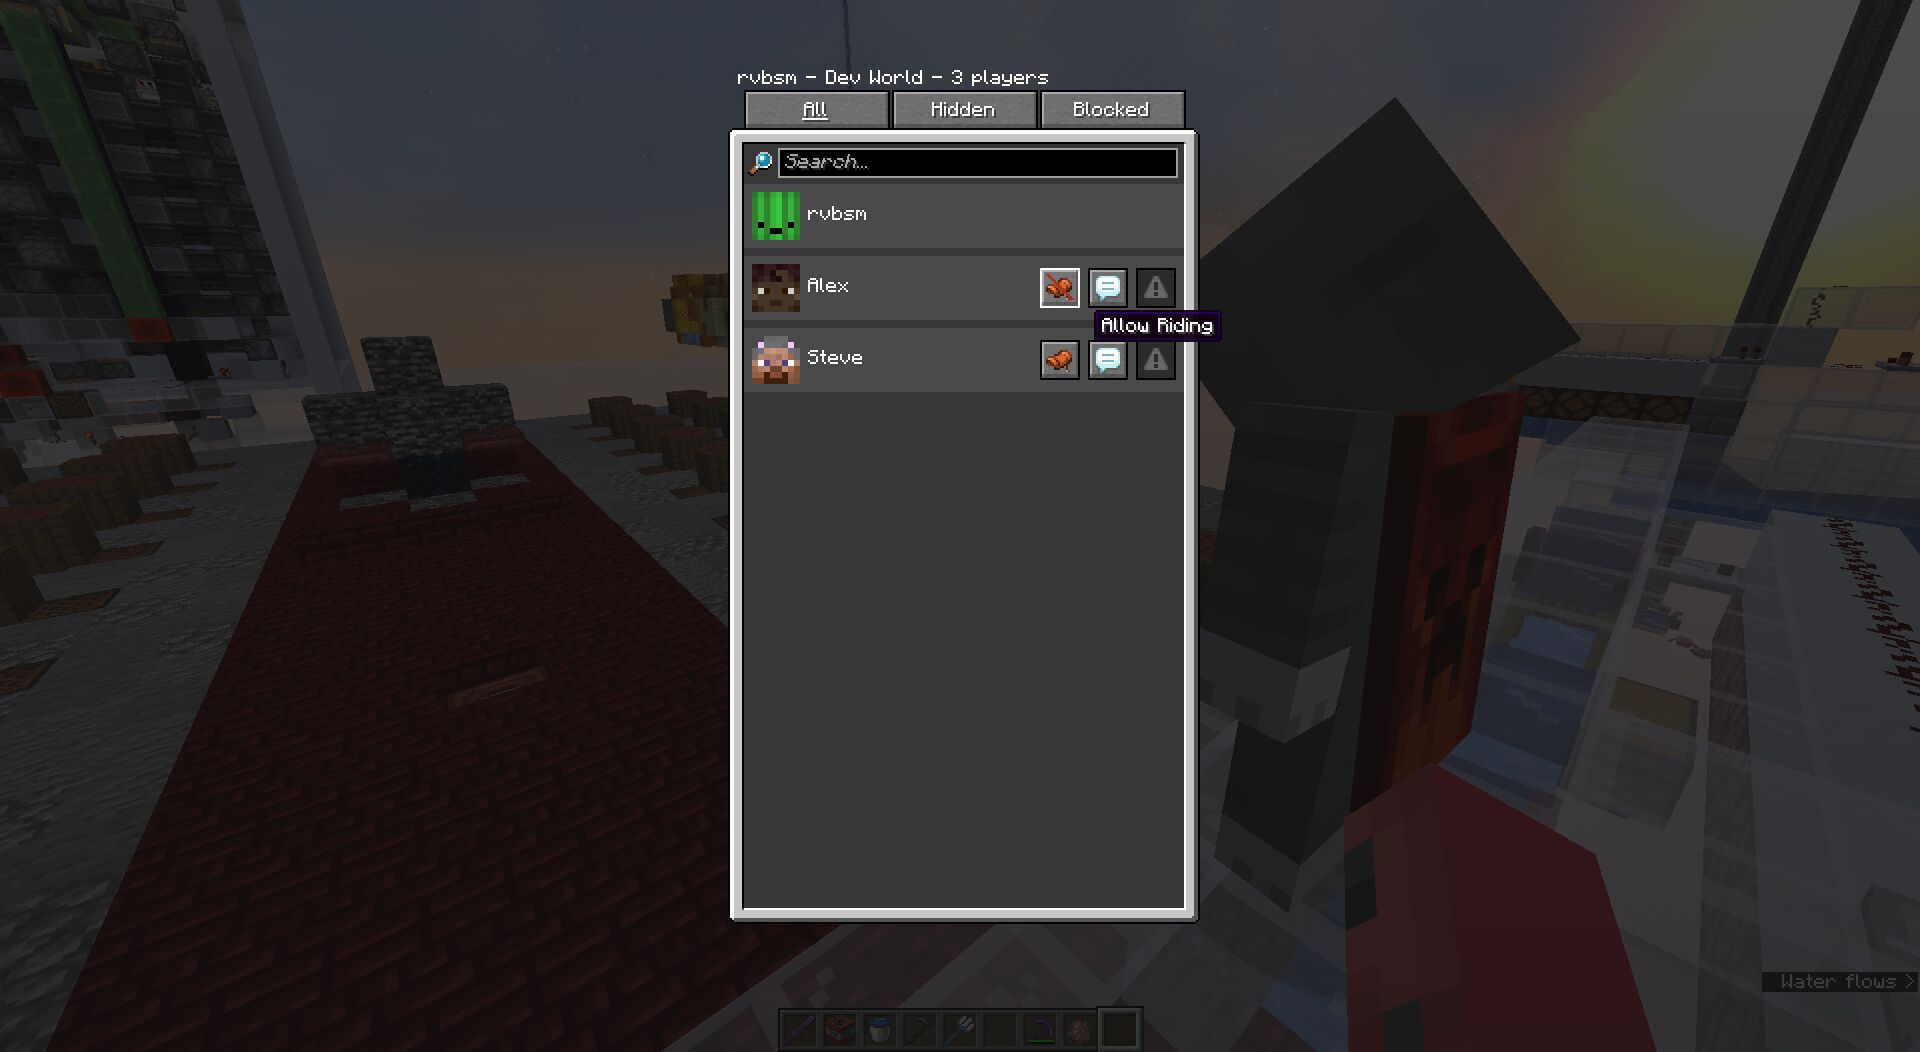 rvbsm - Dev World - 3 players
All
Hidden
Blocked
Search...
rvbsm
Alex
Allow Riding
Steve
Water flows >